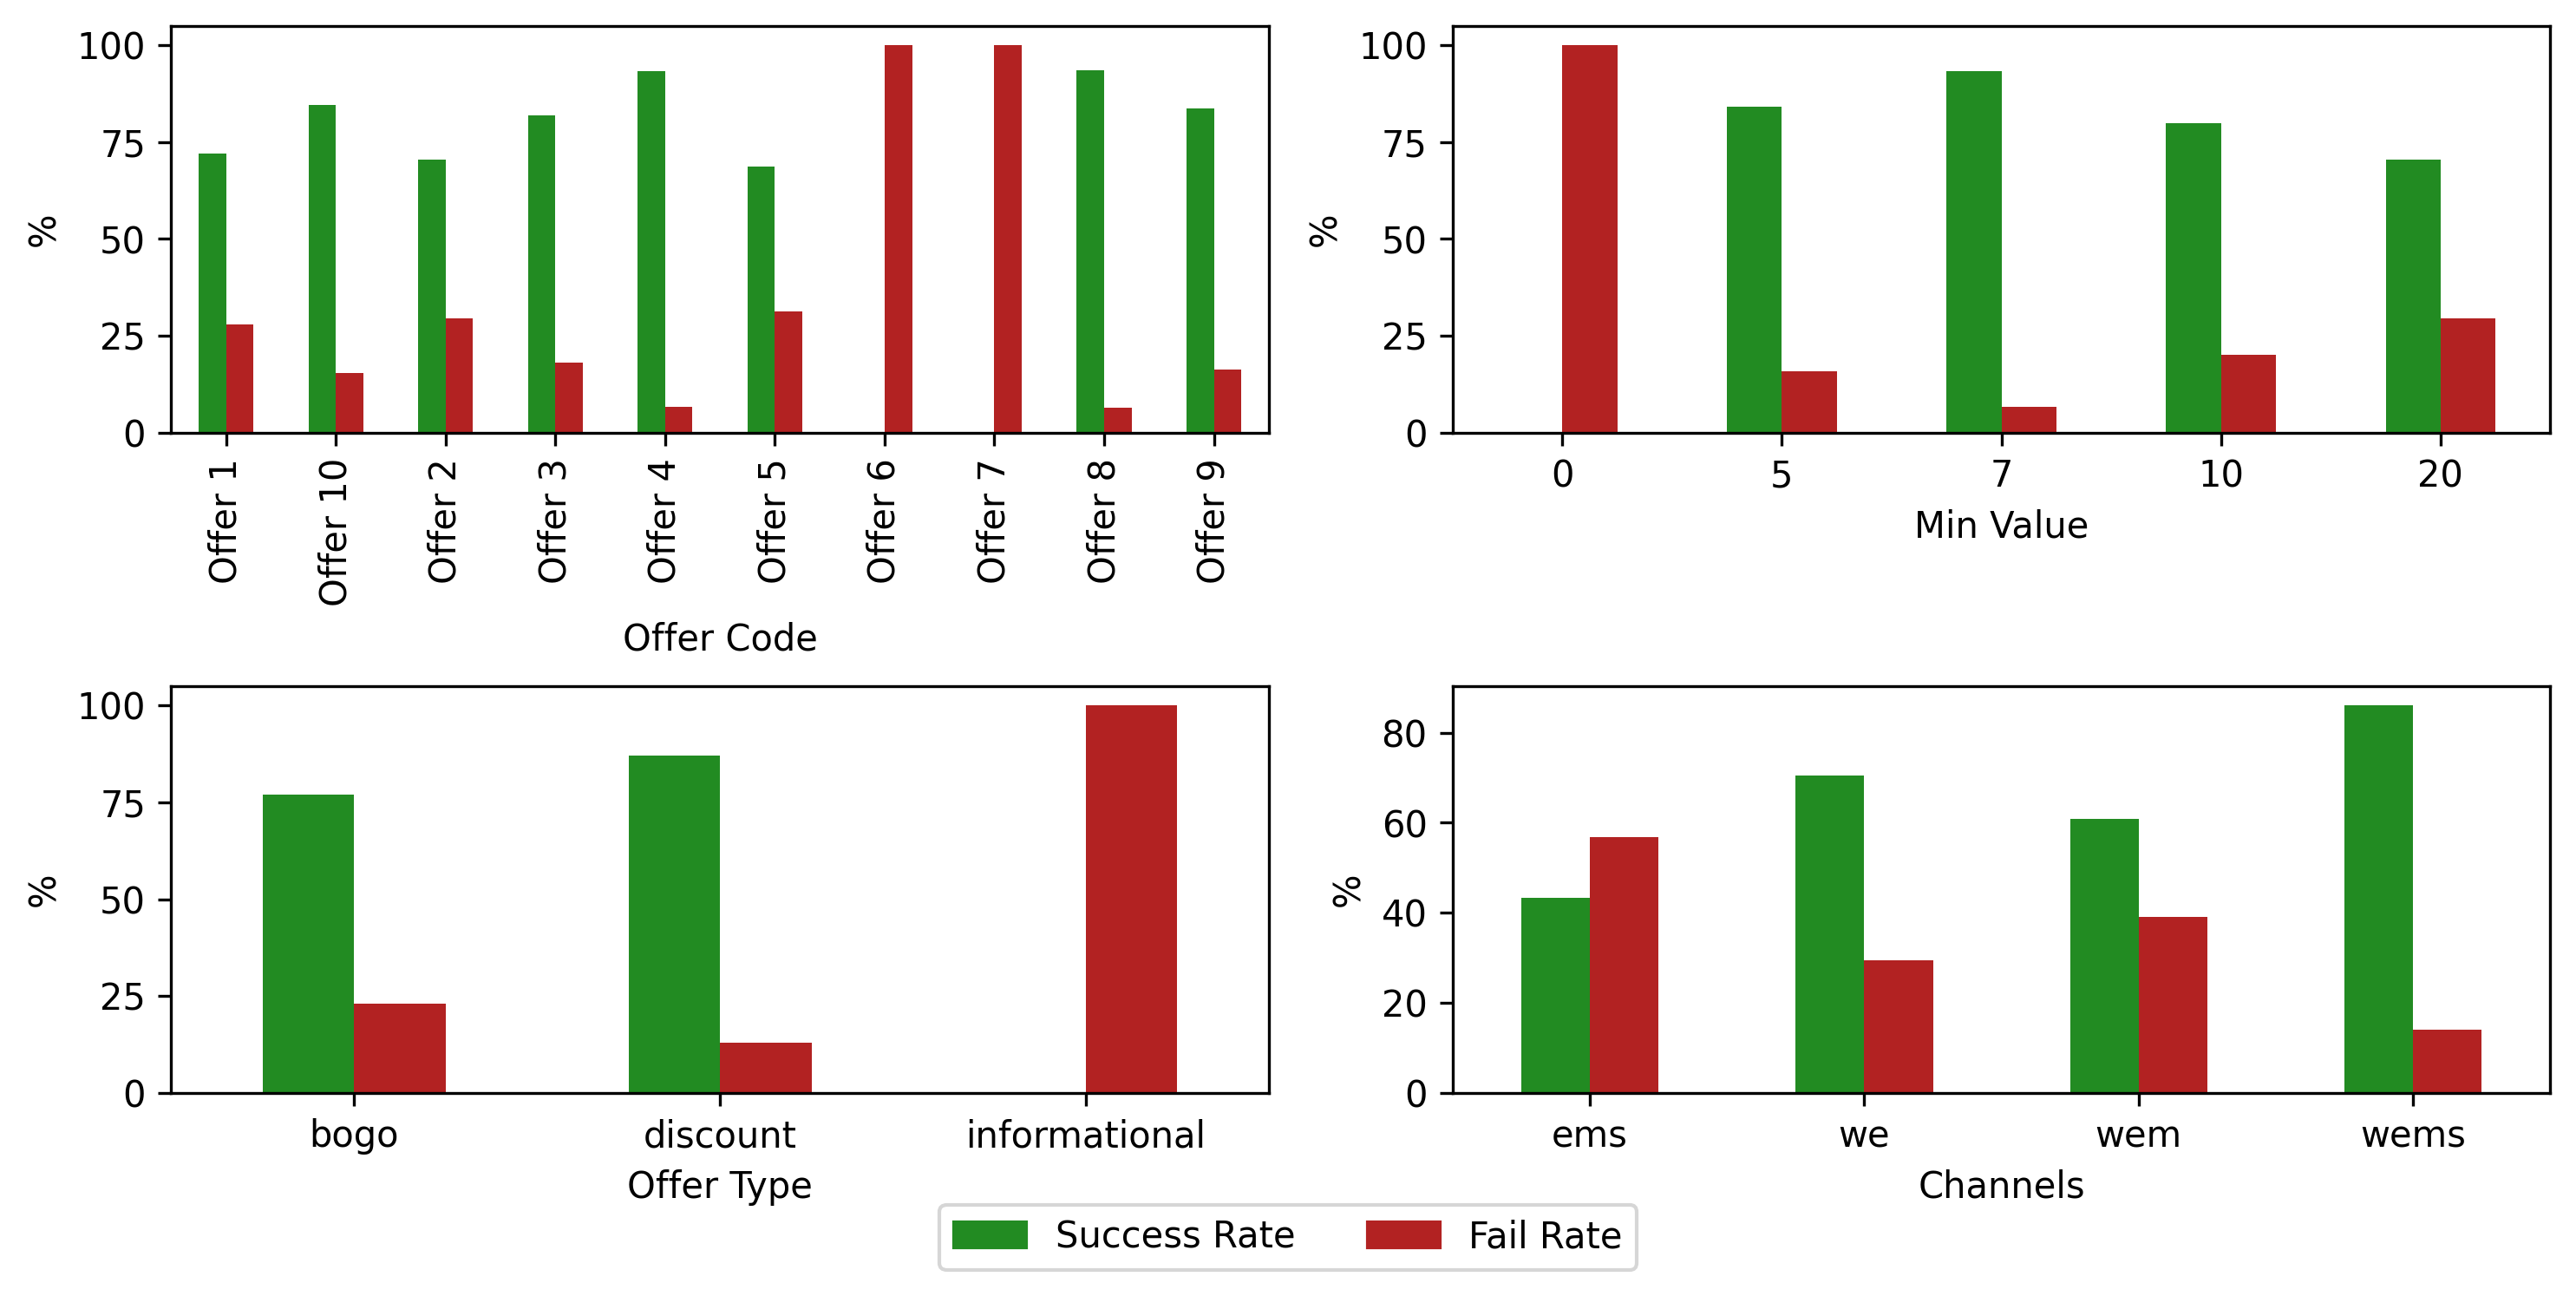 100
75
50
25
0
%
Offer 1
Offer 10
Offer 2
Offer 3
Offer 4
Offer 5
Offer 6
Offer 7
Offer 8
Offer 9
Offer Code
100
75
50
25
0
%
0 5 7 10 20
Min Value
100
75
50
25
0
%
bogo discount informational
Offer Type
80
60
40
20
0
%
ems we wem wems
Channels
Success Rate Fail Rate